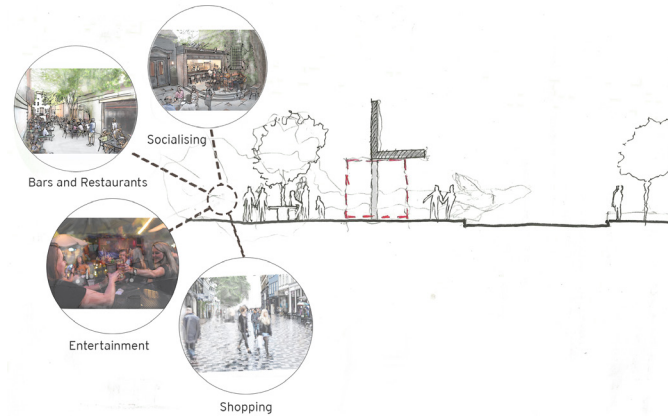 Socialising
Bars and Restaurants
Entertainment
Shopping